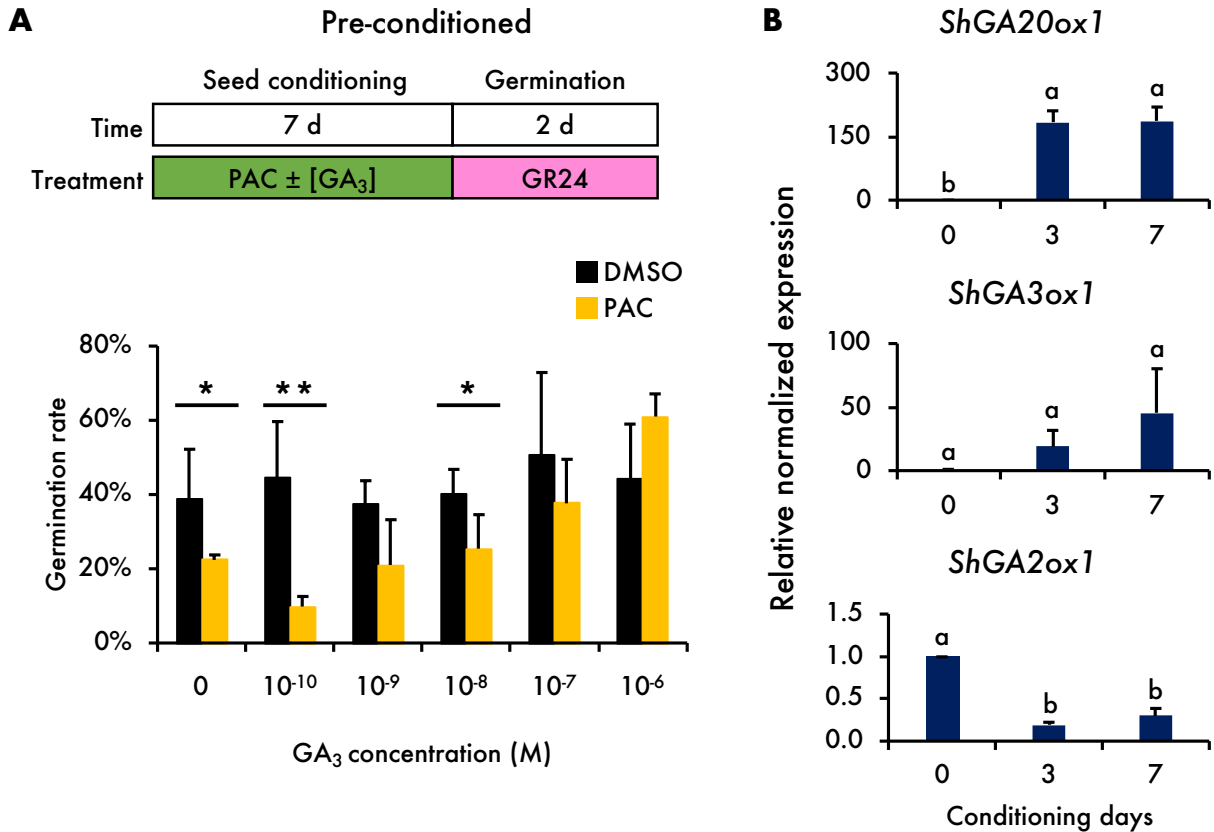 A
Pre-conditioned
Seed conditioning Germination
Time 7 d 2 d
Treatment PAC ± [GA₃] GR24
DMSO
PAC
Germination rate
80%
60%
40%
20%
0%
* ** *
0 10⁻¹⁰ 10⁻⁹ 10⁻⁸ 10⁻⁷ 10⁻⁶
GA₃ concentration (M)
B
Relative normalized expression
ShGA20ox1
300
150
0
b a a
0 3 7
ShGA3ox1
100
50
0
a a a
0 3 7
ShGA2ox1
1.5
1.0
0.5
0.0
a b b
0 3 7
Conditioning days